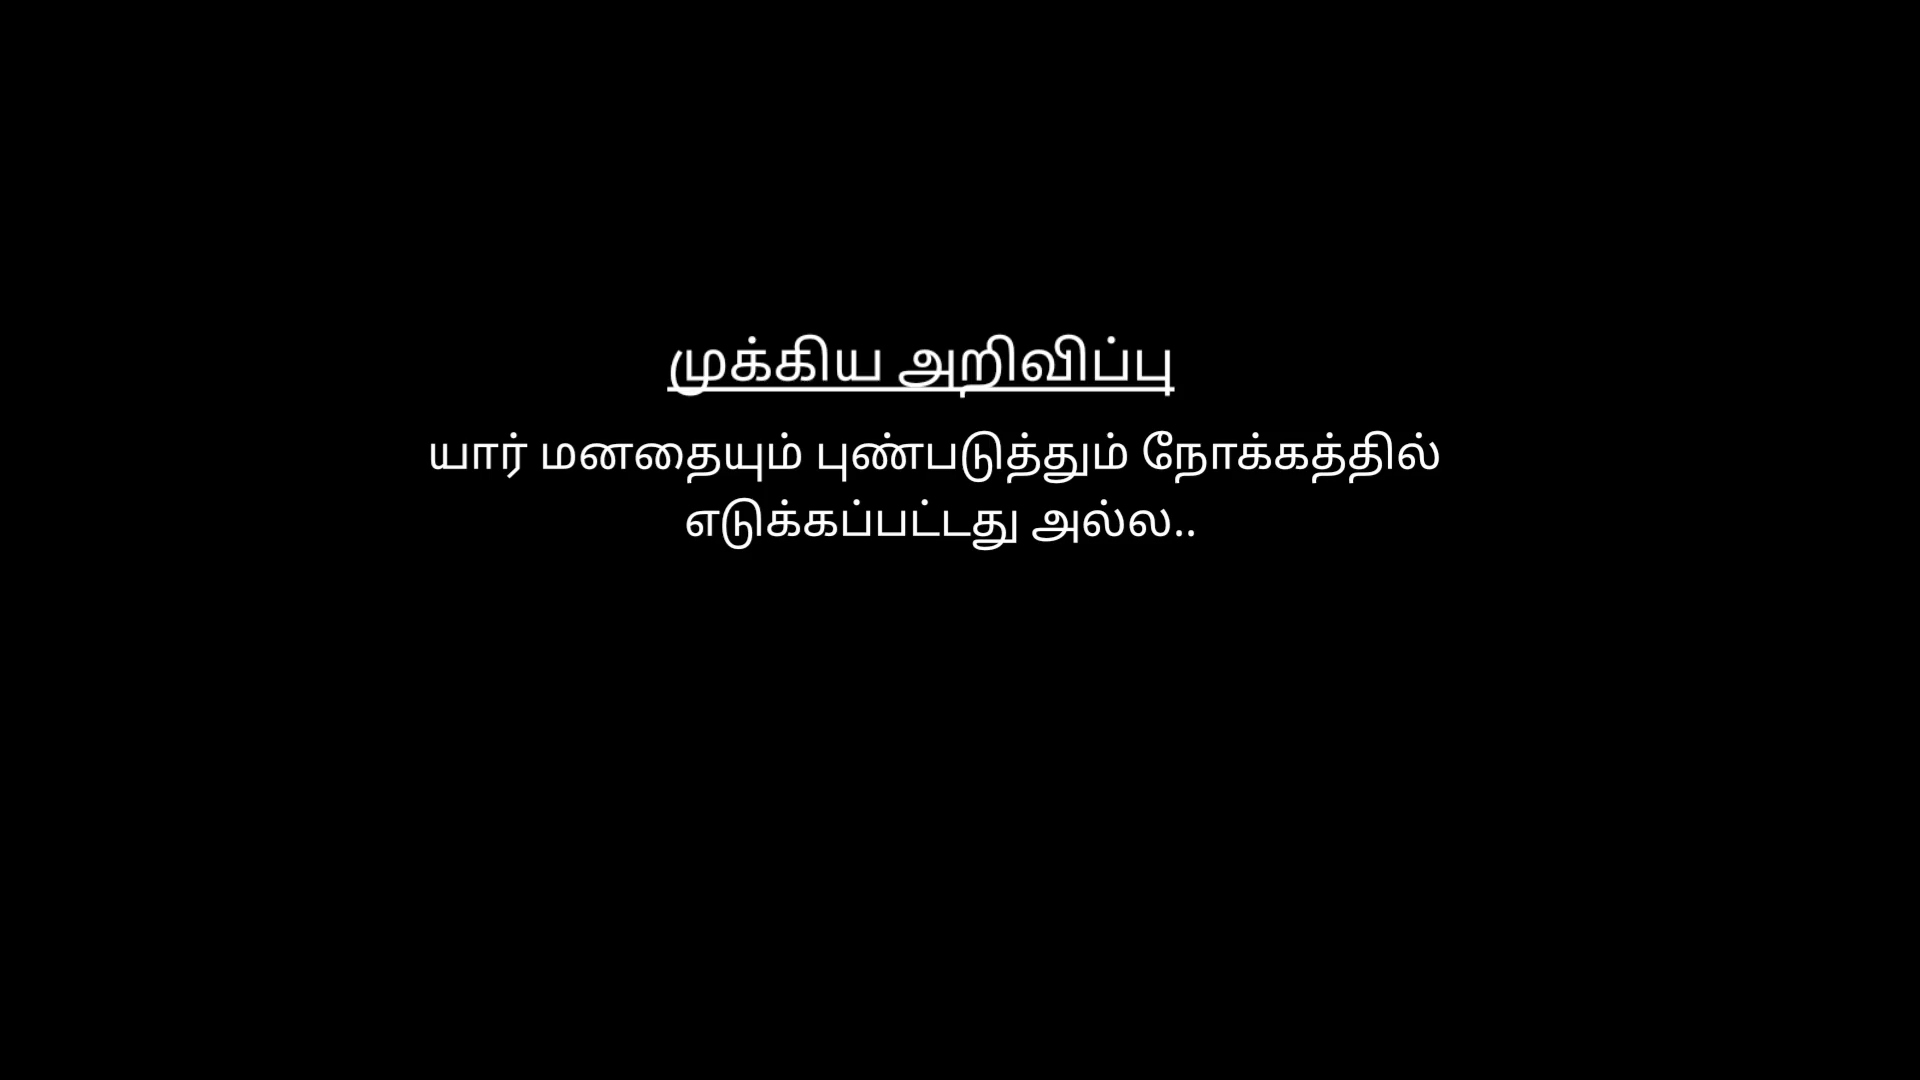 முக்கிய அறிவிப்பு
யார் மனதையும் புண்படுத்தும் நோக்கத்தில்
எடுக்கப்பட்டது அல்ல..